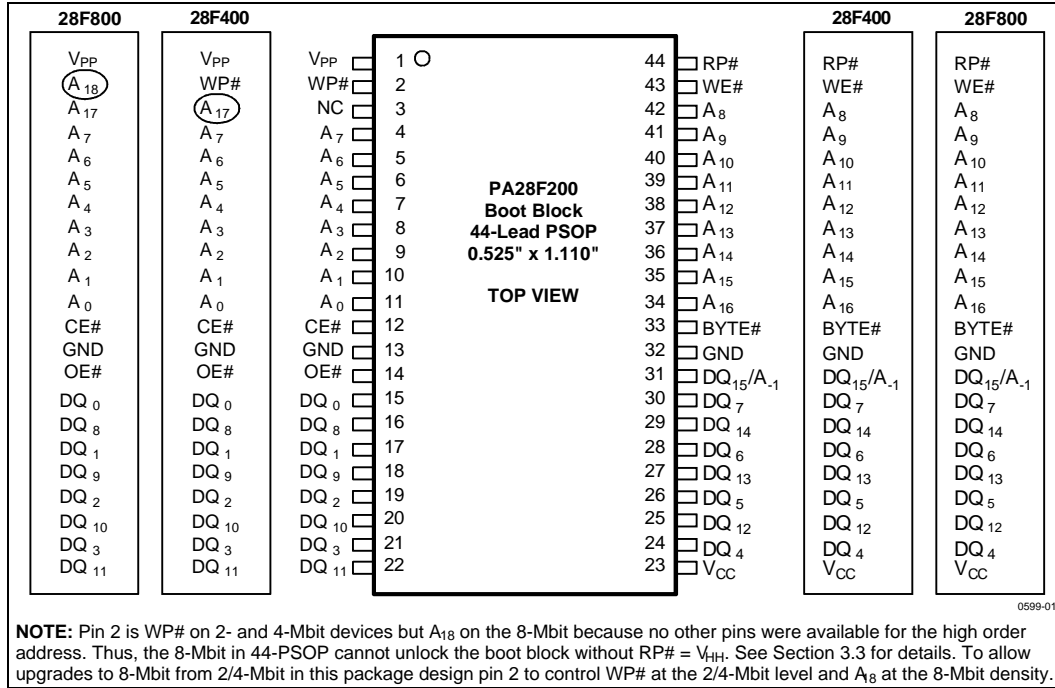 28F800 28F400 28F400 28F800
VPP VPP VPP 1 44 RP# RP# RP#
A18 WP# WP# 2 43 WE# WE# WE#
A17 A17 NC 3 42 A8 A8 A8
A7 A7 A7 4 41 A9 A9 A9
A6 A6 A6 5 40 A10 A10 A10
A5 A5 A5 6 39 A11 A11 A11
A4 A4 A4 7 38 A12 A12 A12
A3 A3 A3 8 37 A13 A13 A13
A2 A2 A2 9 36 A14 A14 A14
A1 A1 A1 10 35 A15 A15 A15
A0 A0 A0 11 34 A16 A16 A16
CE# CE# CE# 12 33 BYTE# BYTE# BYTE#
GND GND GND 13 32 GND GND GND
OE# OE# OE# 14 31 DQ15/A-1 DQ15/A-1 DQ15/A-1
DQ0 DQ0 DQ0 15 30 DQ7 DQ7 DQ7
DQ8 DQ8 DQ8 16 29 DQ14 DQ14 DQ14
DQ1 DQ1 DQ1 17 28 DQ6 DQ6 DQ6
DQ9 DQ9 DQ9 18 27 DQ13 DQ13 DQ13
DQ2 DQ2 DQ2 19 26 DQ5 DQ5 DQ5
DQ10 DQ10 DQ10 20 25 DQ12 DQ12 DQ12
DQ3 DQ3 DQ3 21 24 DQ4 DQ4 DQ4
DQ11 DQ11 DQ11 22 23 VCC VCC VCC
PA28F200
Boot Block
44-Lead PSOP
0.525" x 1.110"
TOP VIEW
0599-01
NOTE: Pin 2 is WP# on 2- and 4-Mbit devices but A18 on the 8-Mbit because no other pins were available for the high order
address. Thus, the 8-Mbit in 44-PSOP cannot unlock the boot block without RP# = VHH. See Section 3.3 for details. To allow
upgrades to 8-Mbit from 2/4-Mbit in this package design pin 2 to control WP# at the 2/4-Mbit level and A18 at the 8-Mbit density.